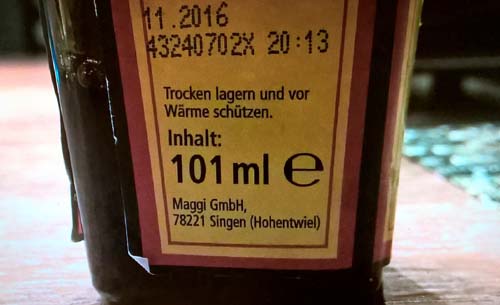 11.2016
43240702X 20:13
Trocken lagern und vor
Wärme schützen.
Inhalt:
101 ml ℮
Maggi GmbH,
78221 Singen (Hohentwiel)